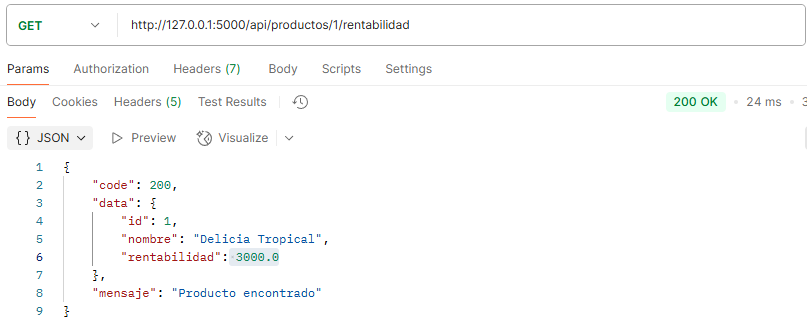 GET http://127.0.0.1:5000/api/productos/1/rentabilidad
Params Authorization Headers (7) Body Scripts Settings
Body Cookies Headers (5) Test Results 200 OK • 24 ms •
{} JSON Preview Visualize
1 {
2 "code": 200,
3 "data": {
4 "id": 1,
5 "nombre": "Delicia Tropical",
6 "rentabilidad": 3000.0
7 },
8 "mensaje": "Producto encontrado"
9 }